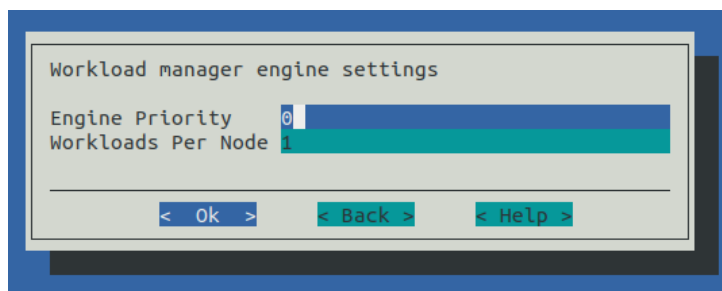 Workload manager engine settings
Engine Priority 0
Workloads Per Node 1
< Ok > < Back > < Help >